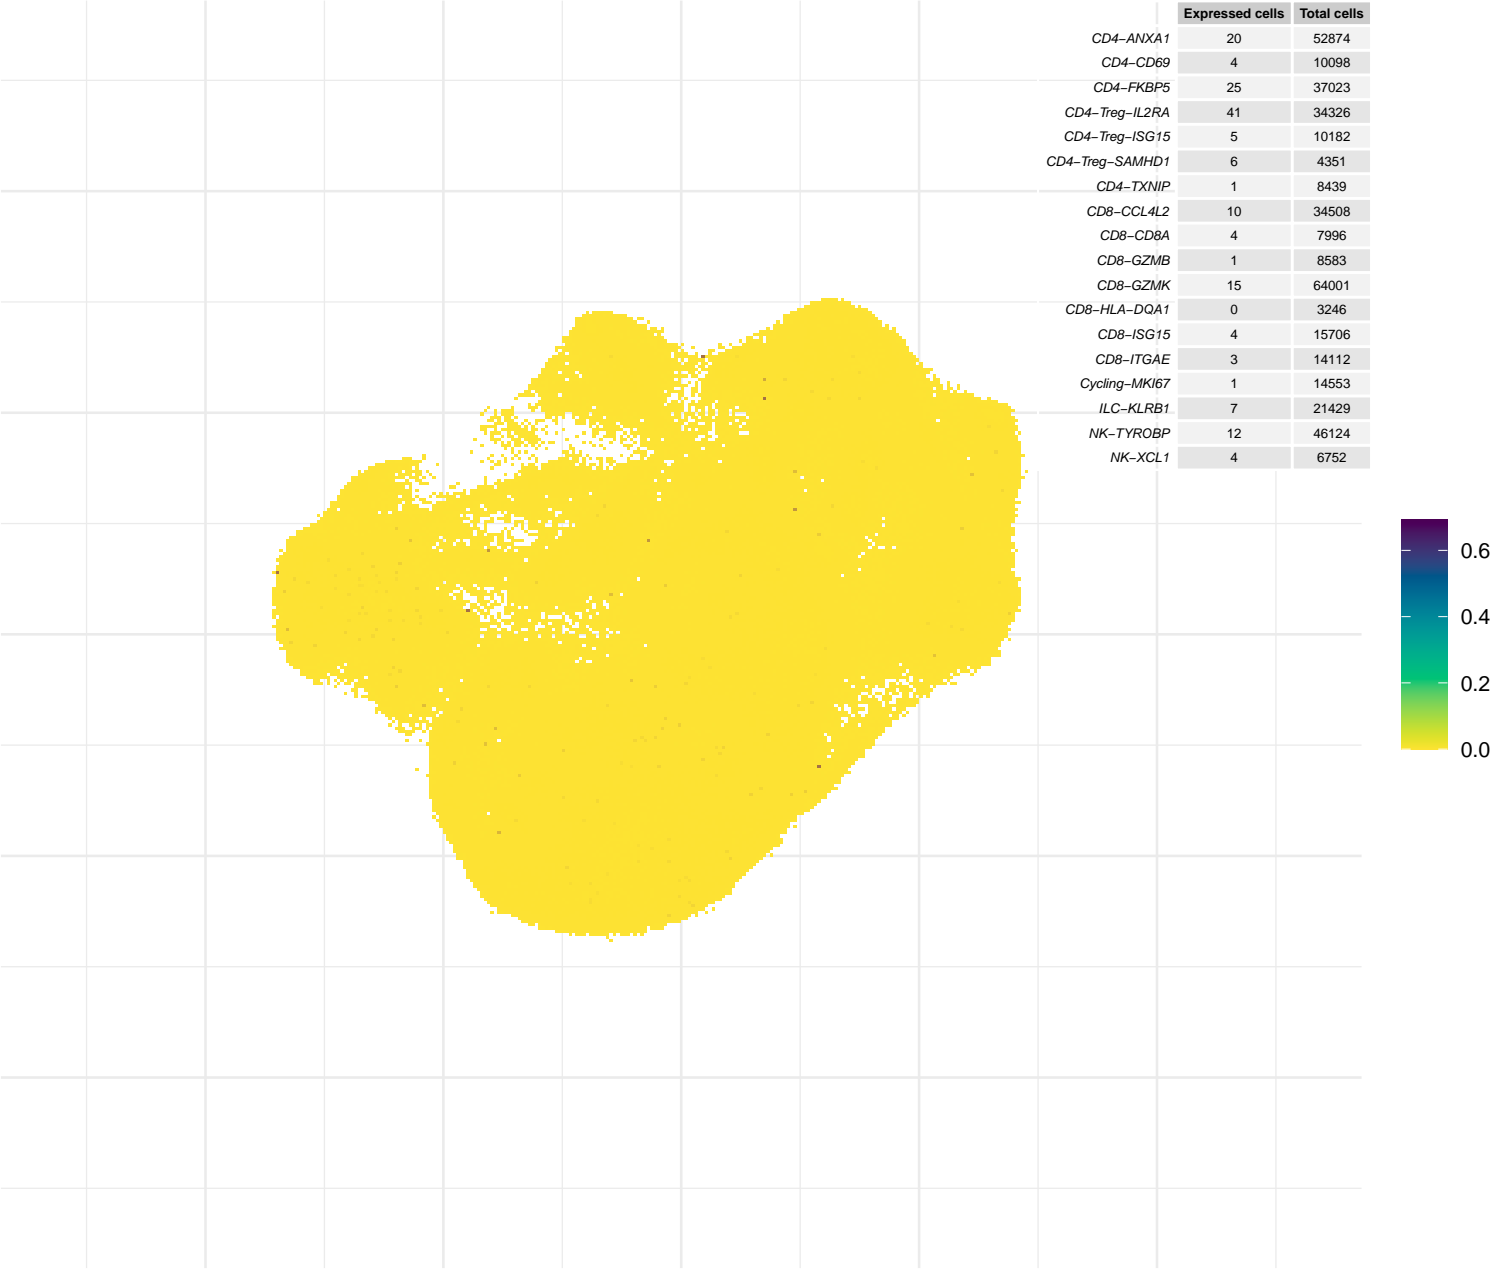 Expressed cells Total cells
CD4−ANXA1 20 52874
CD4−CD69 4 10098
CD4−FKBP5 25 37023
CD4−Treg−IL2RA 41 34326
CD4−Treg−ISG15 5 10182
CD4−Treg−SAMHD1 6 4351
CD4−TXNIP 1 8439
CD8−CCL4L2 10 34508
CD8−CD8A 4 7996
CD8−GZMB 1 8583
CD8−GZMK 15 64001
CD8−HLA−DQA1 0 3246
CD8−ISG15 4 15706
CD8−ITGAE 3 14112
Cycling−MKI67 1 14553
ILC−KLRB1 7 21429
NK−TYROBP 12 46124
NK−XCL1 4 6752
0.6
0.4
0.2
0.0